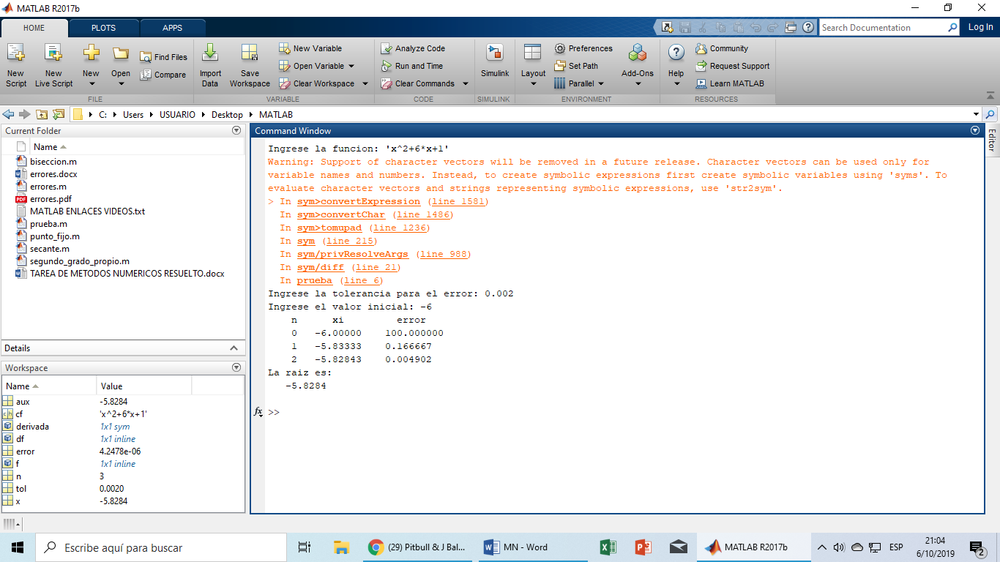 MATLAB R2017b
HOME PLOTS APPS
Search Documentation
Log In
New Script
New Live Script
New
Open
Find Files
Compare
FILE
Import Data
Save Workspace
New Variable
Open Variable
Clear Workspace
VARIABLE
Analyze Code
Run and Time
Clear Commands
CODE
Simulink
SIMULINK
Layout
Preferences
Set Path
Parallel
Add-Ons
ENVIRONMENT
Help
Community
Request Support
Learn MATLAB
RESOURCES
C: Users USUARIO Desktop MATLAB
Current Folder
Name
biseccion.m
errores.docx
errores.m
PDF errores.pdf
MATLAB ENLACES VIDEOS.txt
prueba.m
punto_fijo.m
secante.m
segundo_grado_propio.m
TAREA DE METODOS NUMERICOS RESUELTO.docx
Details
Workspace
Name Value
aux -5.8284
cf 'x^2+6*x+1'
derivada 1x1 sym
df 1x1 inline
error 4.2478e-06
f 1x1 inline
n 3
tol 0.0020
x -5.8284
Command Window
Ingrese la funcion: 'x^2+6*x+1'
Warning: Support of character vectors will be removed in a future release. Character vectors can be used only for
variable names and numbers. Instead, to create symbolic expressions first create symbolic variables using 'syms'. To
evaluate character vectors and strings representing symbolic expressions, use 'str2sym'.
> In sym>convertExpression (line 1581)
In sym>convertChar (line 1486)
In sym>tomupad (line 1236)
In sym (line 215)
In sym/privResolveArgs (line 988)
In sym/diff (line 21)
In prueba (line 6)
Ingrese la tolerancia para el error: 0.002
Ingrese el valor inicial: -6
n xi error
0 -6.00000 100.000000
1 -5.83333 0.166667
2 -5.82843 0.004902
La raiz es:
-5.8284
fx >>
Editor
Escribe aquí para buscar
(29) Pitbull & J Bal...
MN - Word
MATLAB R2017b
ESP
21:04
6/10/2019
2